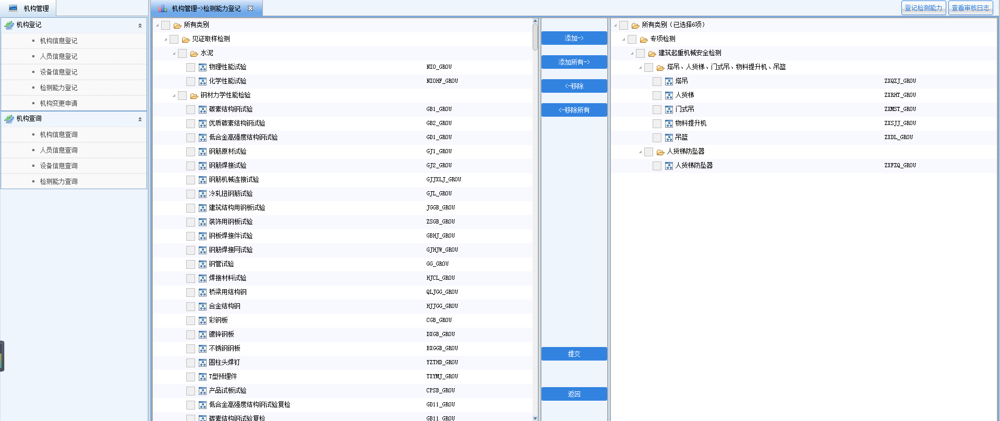 机构管理
机构管理->检测能力登记
登记检测能力
查看审核日志
机构登记
机构信息登记
人员信息登记
设备信息登记
检测能力登记
机构变更申请
机构查询
机构信息查询
人员信息查询
设备信息查询
检测能力查询
所有类别
见证取样检测
水泥
物理性能试验 NIO_GROU
化学性能试验 NIOHF_GROU
钢材力学性能检验
碳素结构钢试验 GB1_GROU
优质碳素结构钢试验 GB2_GROU
低合金高强度结构钢试验 GD1_GROU
钢筋原材试验 GJ1_GROU
钢筋焊接试验 GJ2_GROU
钢筋机械连接试验 GJJXLJ_GROU
冷轧扭钢筋试验 GJL_GROU
建筑结构用钢板试验 JGGB_GROU
装饰用钢板试验 ZSGB_GROU
钢板焊接件试验 GBHJ_GROU
钢筋焊接网试验 GJHJW_GROU
钢管试验 GG_GROU
焊接材料试验 HJCL_GROU
桥梁用结构钢 QLJGG_GROU
合金结构钢 HJJGG_GROU
彩钢板 CGB_GROU
镀锌钢板 DXGB_GROU
不锈钢钢板 BXGGB_GROU
圆柱头焊钉 YZTHD_GROU
T型预埋件 TXYMJ_GROU
产品试板试验 CPSB_GROU
低合金高强度结构钢试验复检 GD11_GROU
碳素结构钢试验复检 GB11_GROU
添加->
添加所有->
<-移除
<-移除所有
提交
返回
所有类别（已选择6项）
专项检测
建筑起重机械安全检测
塔吊、人货梯、门式吊、物料提升机、吊篮
塔吊 ZXQZJ_GROU
人货梯 ZXRHT_GROU
门式吊 ZXMST_GROU
物料提升机 ZXSJJ_GROU
吊篮 ZXDL_GROU
人货梯防坠器
人货梯防坠器 ZXFZQ_GROU